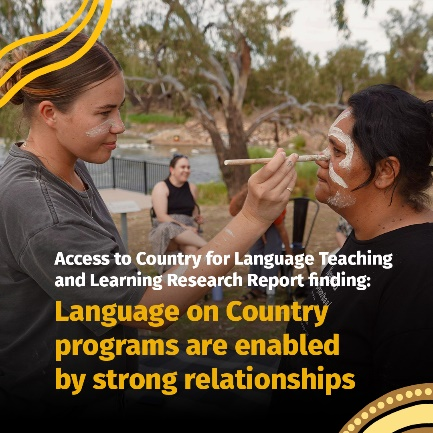 Access to Country for Language Teaching
and Learning Research Report finding:
Language on Country
programs are enabled
by strong relationships